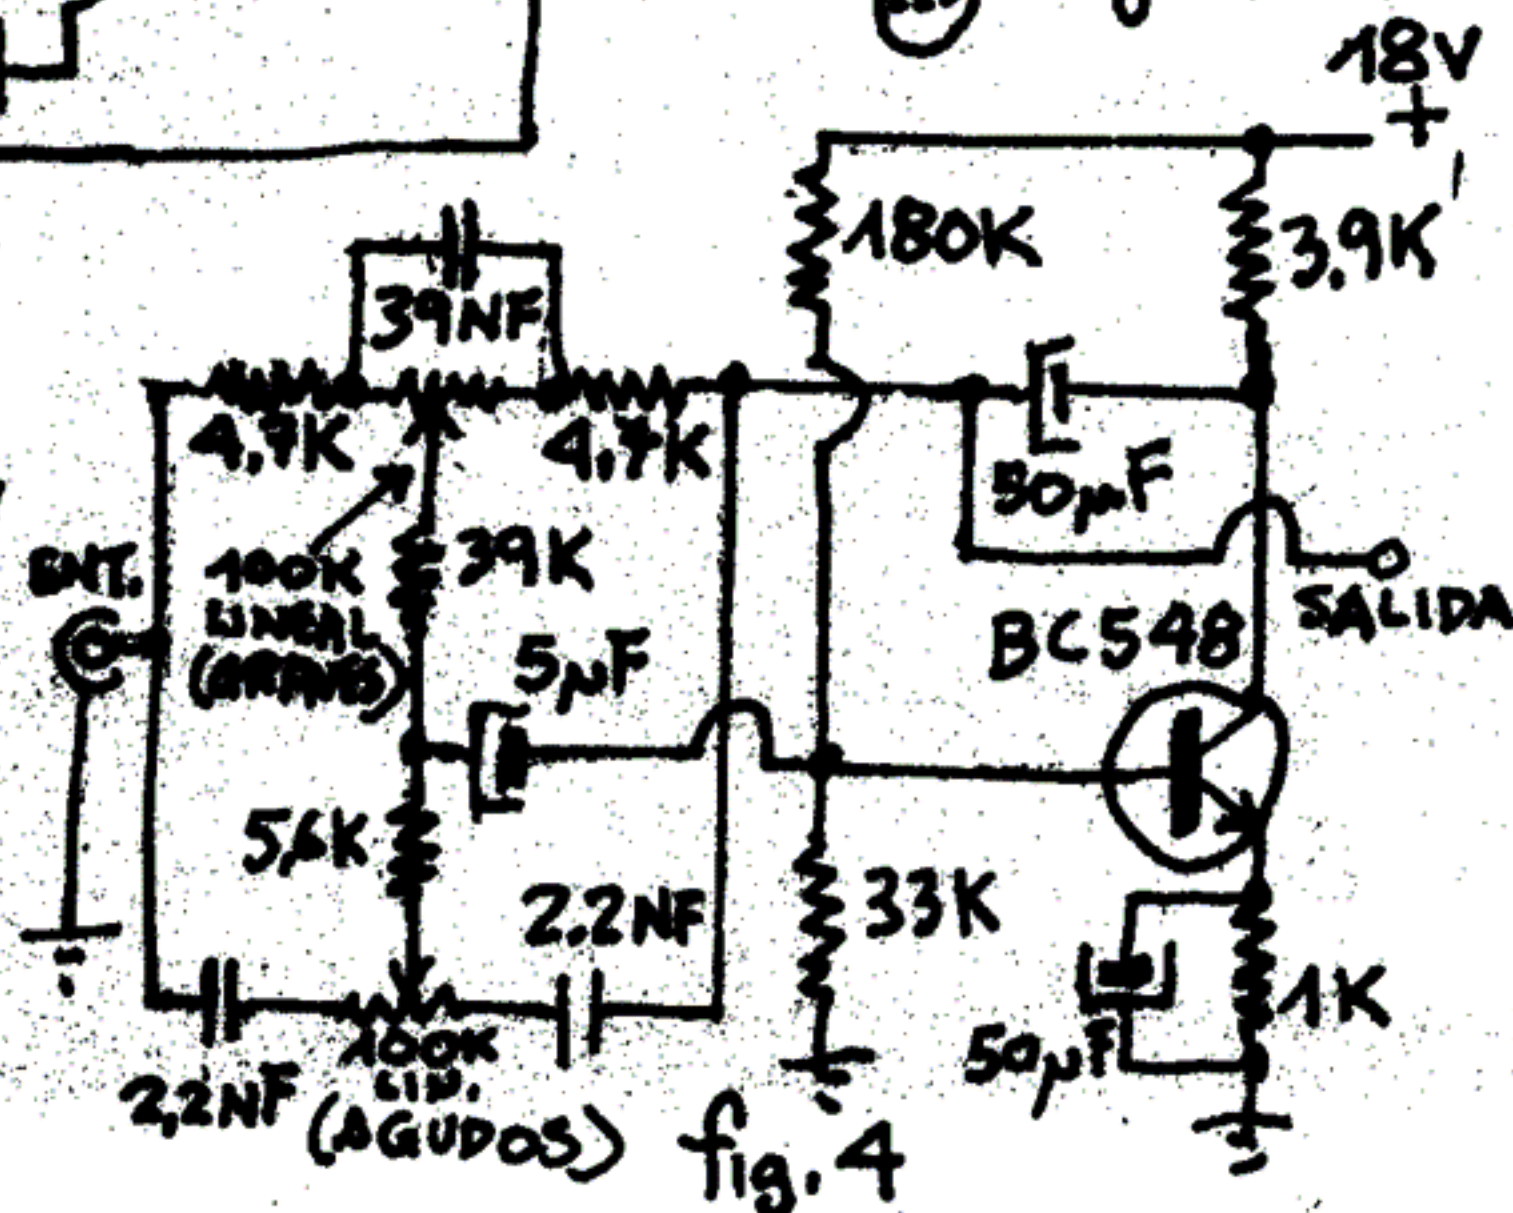 18V
+
180K
3.9K
39NF
4.7K
4.7K
50µF
ENT.
100K
LINEAL
(GRAVES)
39K
5µF
BC548
SALIDA
5,6K
2.2NF
33K
1K
50µF
2,2NF
100K
LIN.
(AGUDOS)
fig. 4